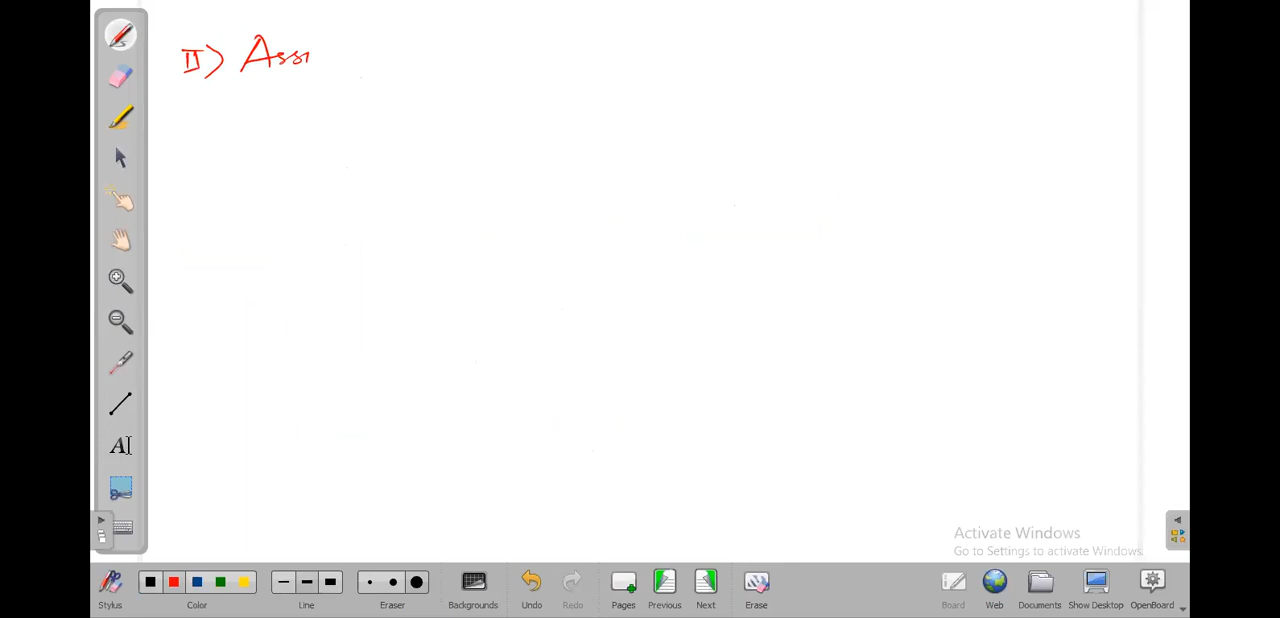 II) Assi
A
Activate Windows
Go to Settings to activate Windows.
Stylus
Color
Line
Eraser
Backgrounds
Undo
Redo
Pages
Previous
Next
Erase
Board
Web
Documents
Show Desktop
OpenBoard